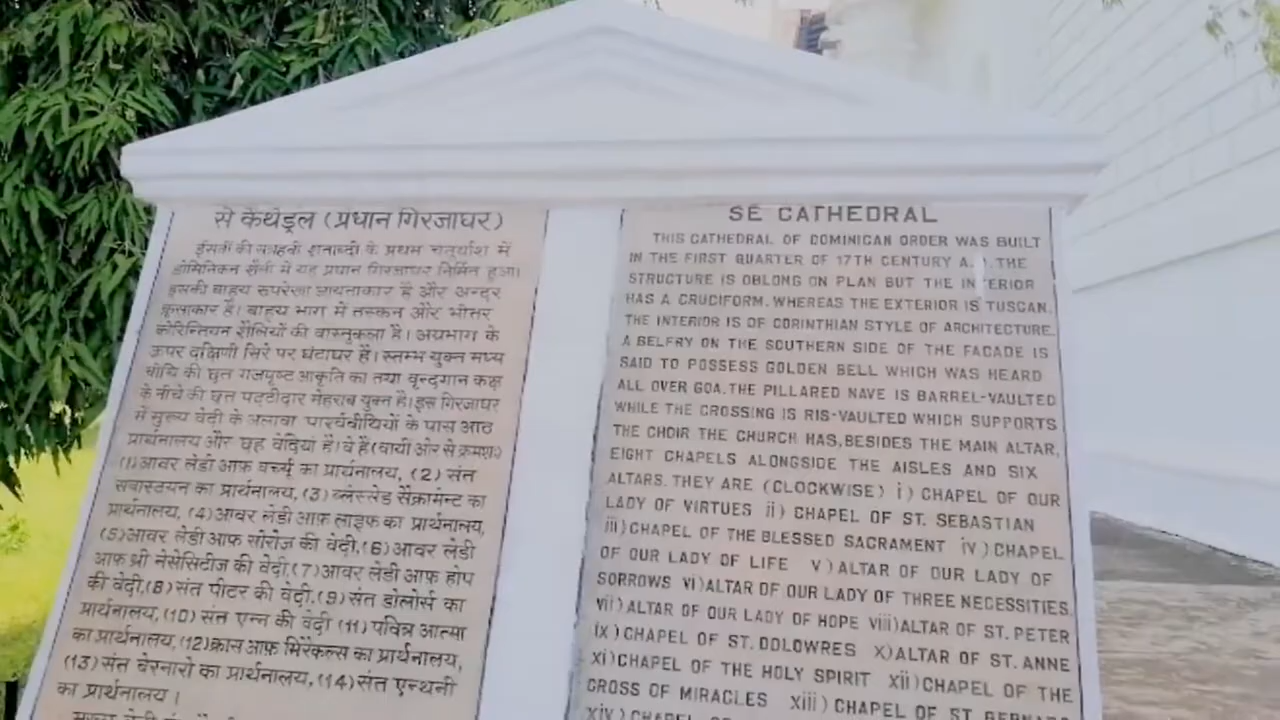 से केथेड्रल (प्रधान गिरजाघर)
इसवी की सत्रहवी शताब्दी के प्रथम चतुर्थांश में
डोमिनिकन शैली में यह प्रधान गिरजाघर निर्मित हुआ।
इसकी बाहय रूपरेखा आयताकार है और अन्दर
क्रुसाकार है। बाहय भाग में तस्कन और भीतर
कोरिन्तियन शैलियों की वास्तुकला है। अग्रभाग के
ऊपर दक्षिणी सिरे पर घंटाघर है। स्तम्भ युक्त मध्य
वीथि की छत गजपृष्ट आकृति का तथा वृन्दगान कक्ष
के नीचे की छत पट्टीदार मेहराब युक्त है। इस गिरजाघर
में मुख्य वेदी के अलावा पार्श्वबीथियों के पास आठ
प्रार्थनालय और छह वेदियां है। वे है (बायी ओर से क्रमशः)
(1) आवर लेडी आफ़ वर्च्यू का प्रार्थनालय, (2) संत
सबास्टयन का प्रार्थनालय, (3) ब्लेस्सेड सैक्रामेन्ट का
प्रार्थनालय, (4) आवर लेडी आफ़ लाइफ का प्रार्थनालय,
(5) आवर लेडी आफ सोरोज की वेदी, (6) आवर लेडी
आफ थ्री नेसेसिटीज की वेदी, (7) आवर लेडी आफ़ होप
की वेदी, (8) संत पीटर की वेदी, (9) संत डोलोर्स का
प्रार्थनालय, (10) संत एन्न की वेदी (11) पवित्र आत्मा
का प्रार्थनालय, (12) क्रास आफ़ मिरेकल्स का प्रार्थनालय,
(13) संत बेरनारो का प्रार्थनालय, (14) संत एन्थनी
का प्रार्थनालय।
SE CATHEDRAL
THIS CATHEDRAL OF DOMINICAN ORDER WAS BUILT
IN THE FIRST QUARTER OF 17TH CENTURY A. . THE
STRUCTURE IS OBLONG ON PLAN BUT THE INTERIOR
HAS A CRUCIFORM. WHEREAS THE EXTERIOR IS TUSCAN.
THE INTERIOR IS OF CORINTHIAN STYLE OF ARCHITECTURE.
A BELFRY ON THE SOUTHERN SIDE OF THE FACADE IS
SAID TO POSSESS GOLDEN BELL WHICH WAS HEARD
ALL OVER GOA. THE PILLARED NAVE IS BARREL-VAULTED
WHILE THE CROSSING IS RIS-VAULTED WHICH SUPPORTS
THE CHOIR THE CHURCH HAS, BESIDES THE MAIN ALTAR,
EIGHT CHAPELS ALONGSIDE THE AISLES AND SIX
ALTARS. THEY ARE (CLOCKWISE) i) CHAPEL OF OUR
LADY OF VIRTUES ii) CHAPEL OF ST. SEBASTIAN
iii) CHAPEL OF THE BLESSED SACRAMENT iv) CHAPEL
OF OUR LADY OF LIFE v) ALTAR OF OUR LADY OF
SORROWS vi) ALTAR OF OUR LADY OF THREE NECESSITIES.
vii) ALTAR OF OUR LADY OF HOPE viii) ALTAR OF ST. PETER
ix) CHAPEL OF ST. DOLOWRES x) ALTAR OF ST. ANNE
xi) CHAPEL OF THE HOLY SPIRIT xii) CHAPEL OF THE
CROSS OF MIRACLES xiii) CHAPEL OF ST. BERNARD
xiv) CHAPEL